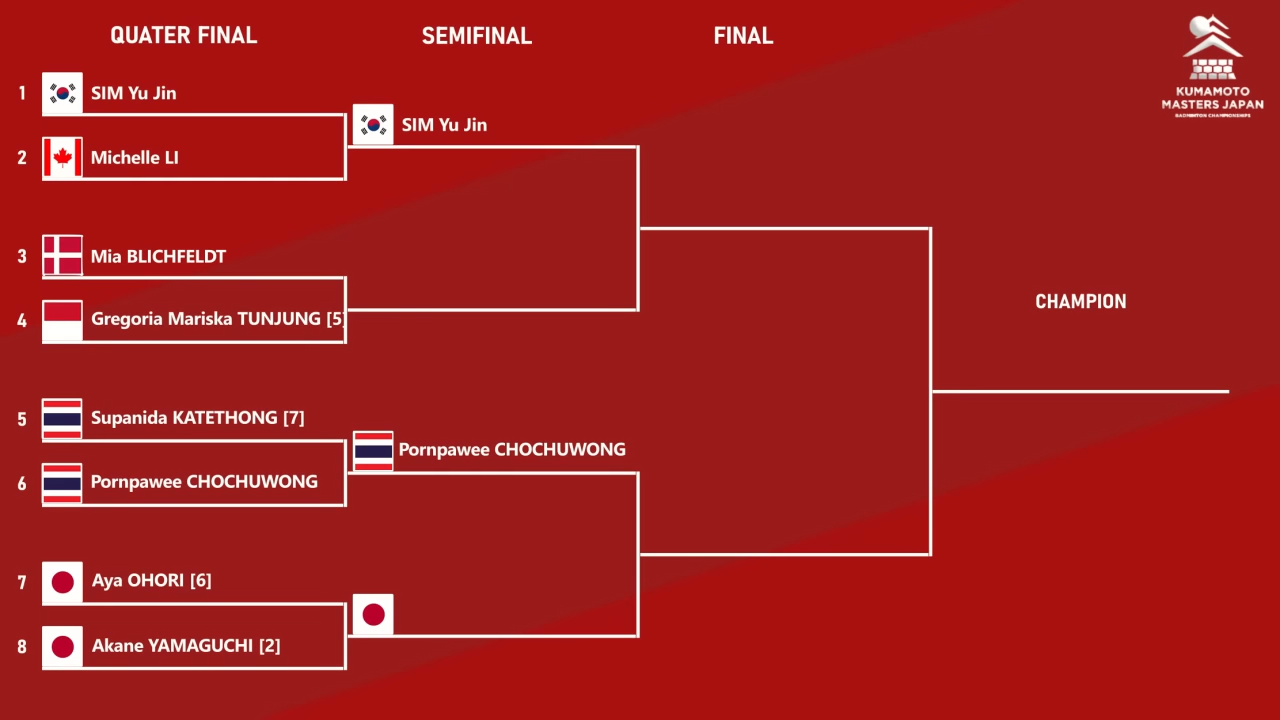 QUATER FINAL
SEMIFINAL
FINAL
KUMAMOTO
MASTERS JAPAN
BADMINTON CHAMPIONSHIPS
1 SIM Yu Jin
SIM Yu Jin
2 Michelle LI
3 Mia BLICHFELDT
4 Gregoria Mariska TUNJUNG [5]
CHAMPION
5 Supanida KATETHONG [7]
Pornpawee CHOCHUWONG
6 Pornpawee CHOCHUWONG
7 Aya OHORI [6]
8 Akane YAMAGUCHI [2]